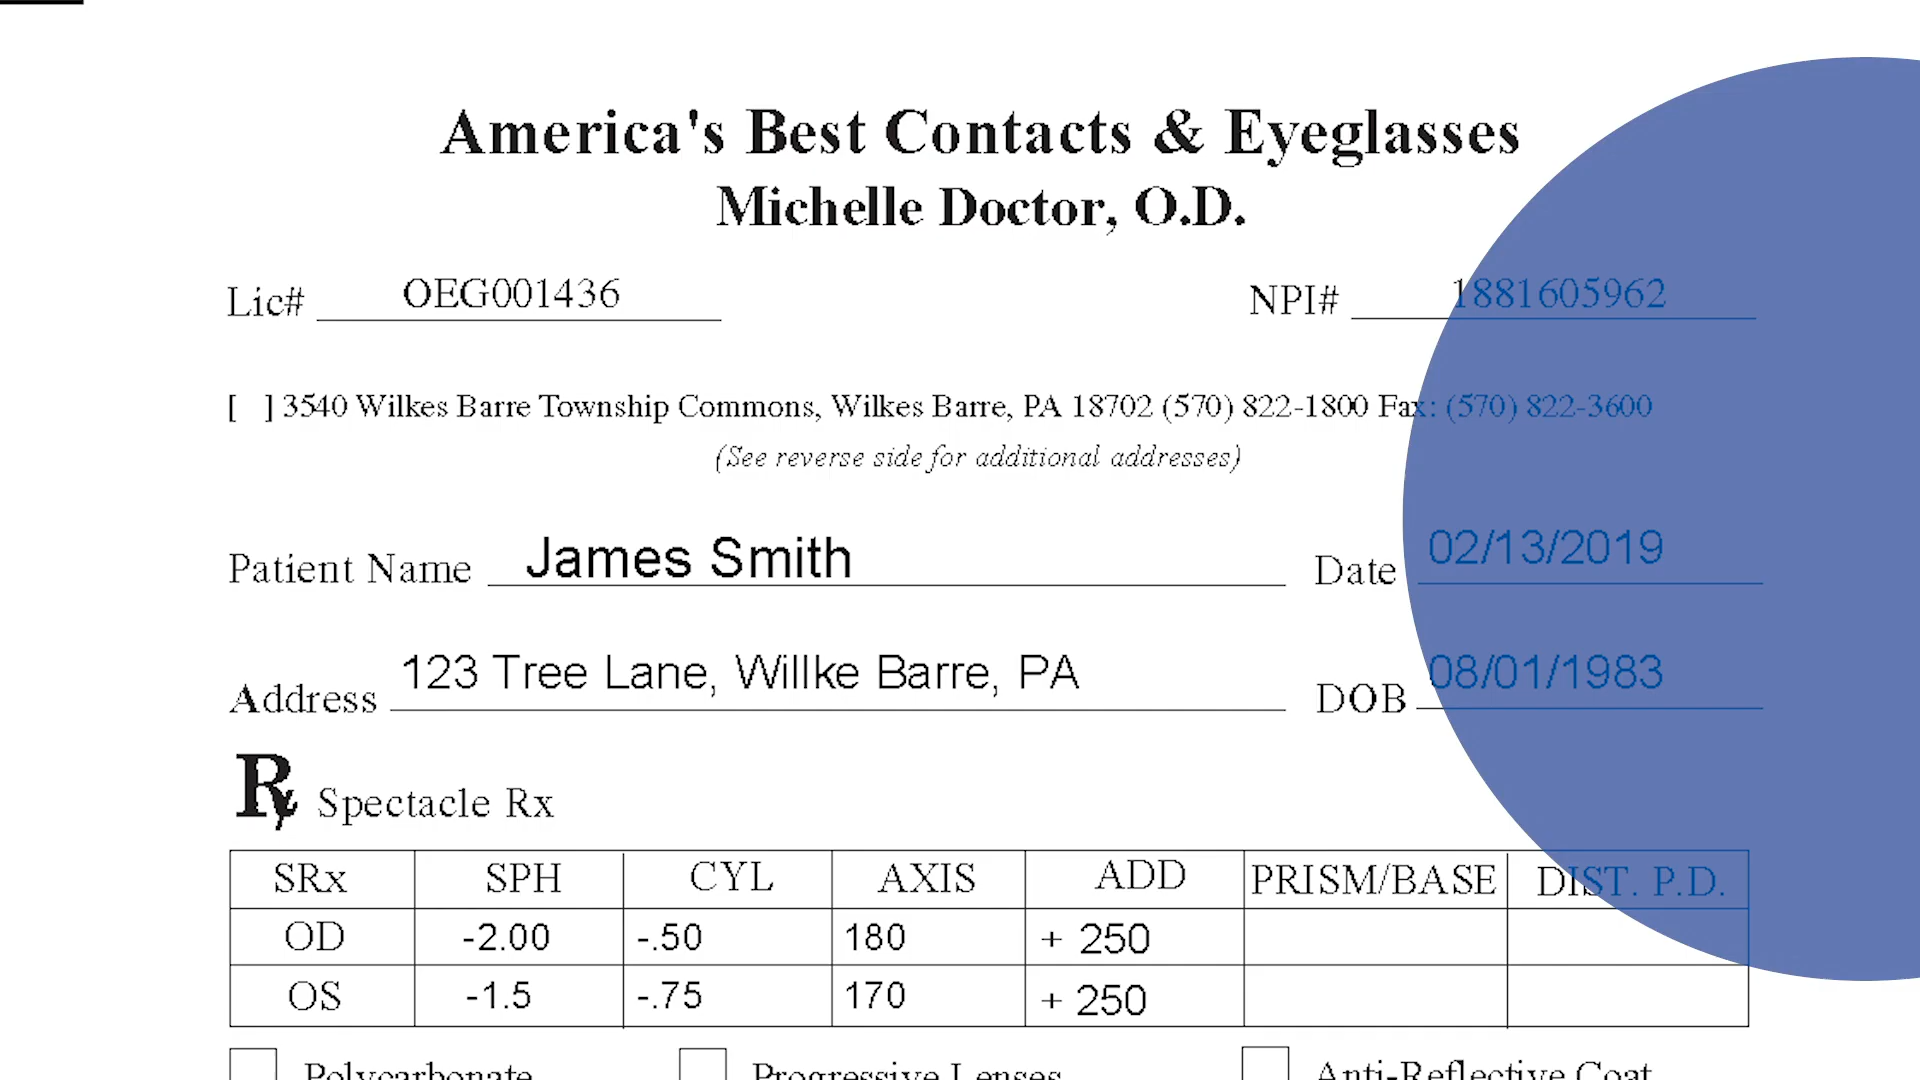 America's Best Contacts & Eyeglasses
Michelle Doctor, O.D.
Lic# OEG001436 NPI# 1881605962
[ ] 3540 Wilkes Barre Township Commons, Wilkes Barre, PA 18702 (570) 822-1800 Fax: (570) 822-3600
(See reverse side for additional addresses)
Patient Name James Smith Date 02/13/2019
Address 123 Tree Lane, Willke Barre, PA DOB 08/01/1983
Rx Spectacle Rx
SRx SPH CYL AXIS ADD PRISM/BASE DIST. P.D.
OD -2.00 -.50 180 + 250
OS -1.5 -.75 170 + 250
Polycarbonate Progressive Lenses Anti-Reflective Coat